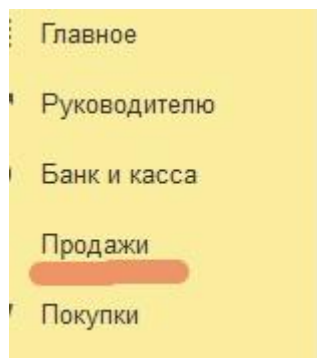 Главное
Руководителю
Банк и касса
Продажи
Покупки